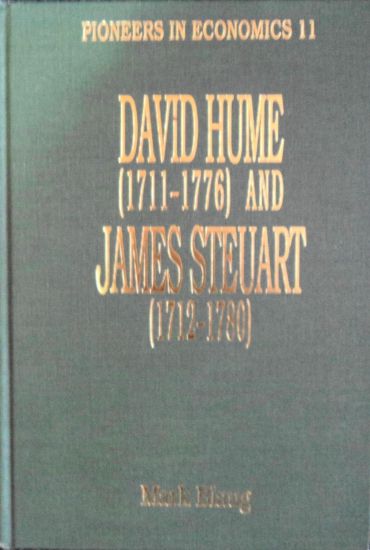 PIONEERS IN ECONOMICS 11
DAVID HUME
(1711–1776) AND
JAMES STEUART
(1712–1780)
Mark Blaug